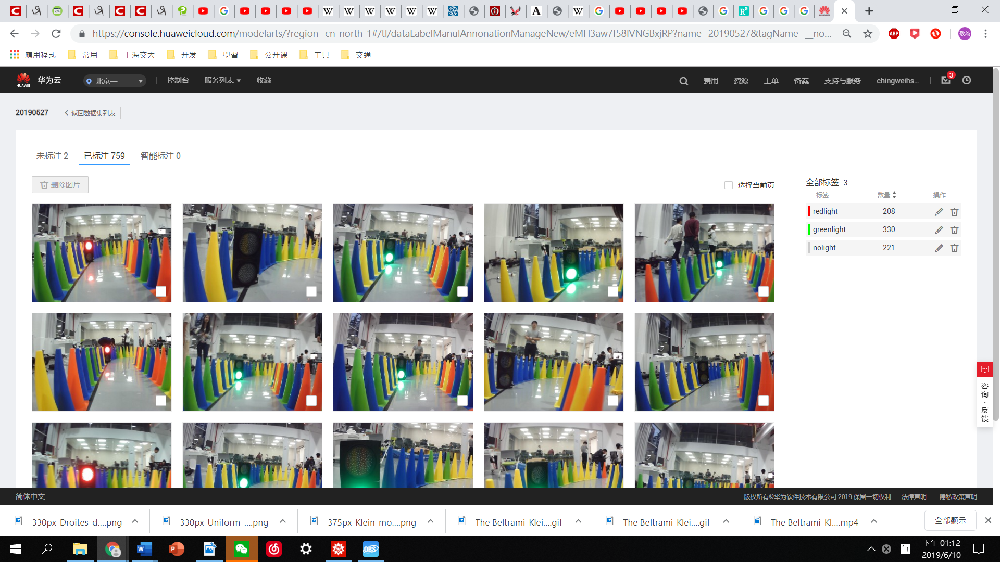 https://console.huaweicloud.com/modelarts/?region=cn-north-1#/tl/dataLabelManulAnnonationManageNew/eMH3aw7f58IVNGBxjRP?name=20190527&tagName=__no...
ABP
敬為
應用程式 常用 上海交大 开发 學習 公开课 工具 交通
HUAWEI 华为云 北京一 控制台 服务列表 收藏 费用 资源 工单 备案 支持与服务 chingweihs... 3
20190527 返回数据集列表
未标注 2 已标注 759 智能标注 0
删除图片 选择当前页
全部标签 3
标签 数量 操作
redlight 208
greenlight 330
nolight 221
咨询·反馈
简体中文 版权所有©华为软件技术有限公司 2019 保留一切权利 法律声明 隐私政策声明
330px-Droites_d....png 330px-Uniform_....png 375px-Klein_mo....png The Beltrami-Klei....gif The Beltrami-Klei....gif The Beltrami-Kl....mp4 全部顯示
OBS
下午 01:12
2019/6/10